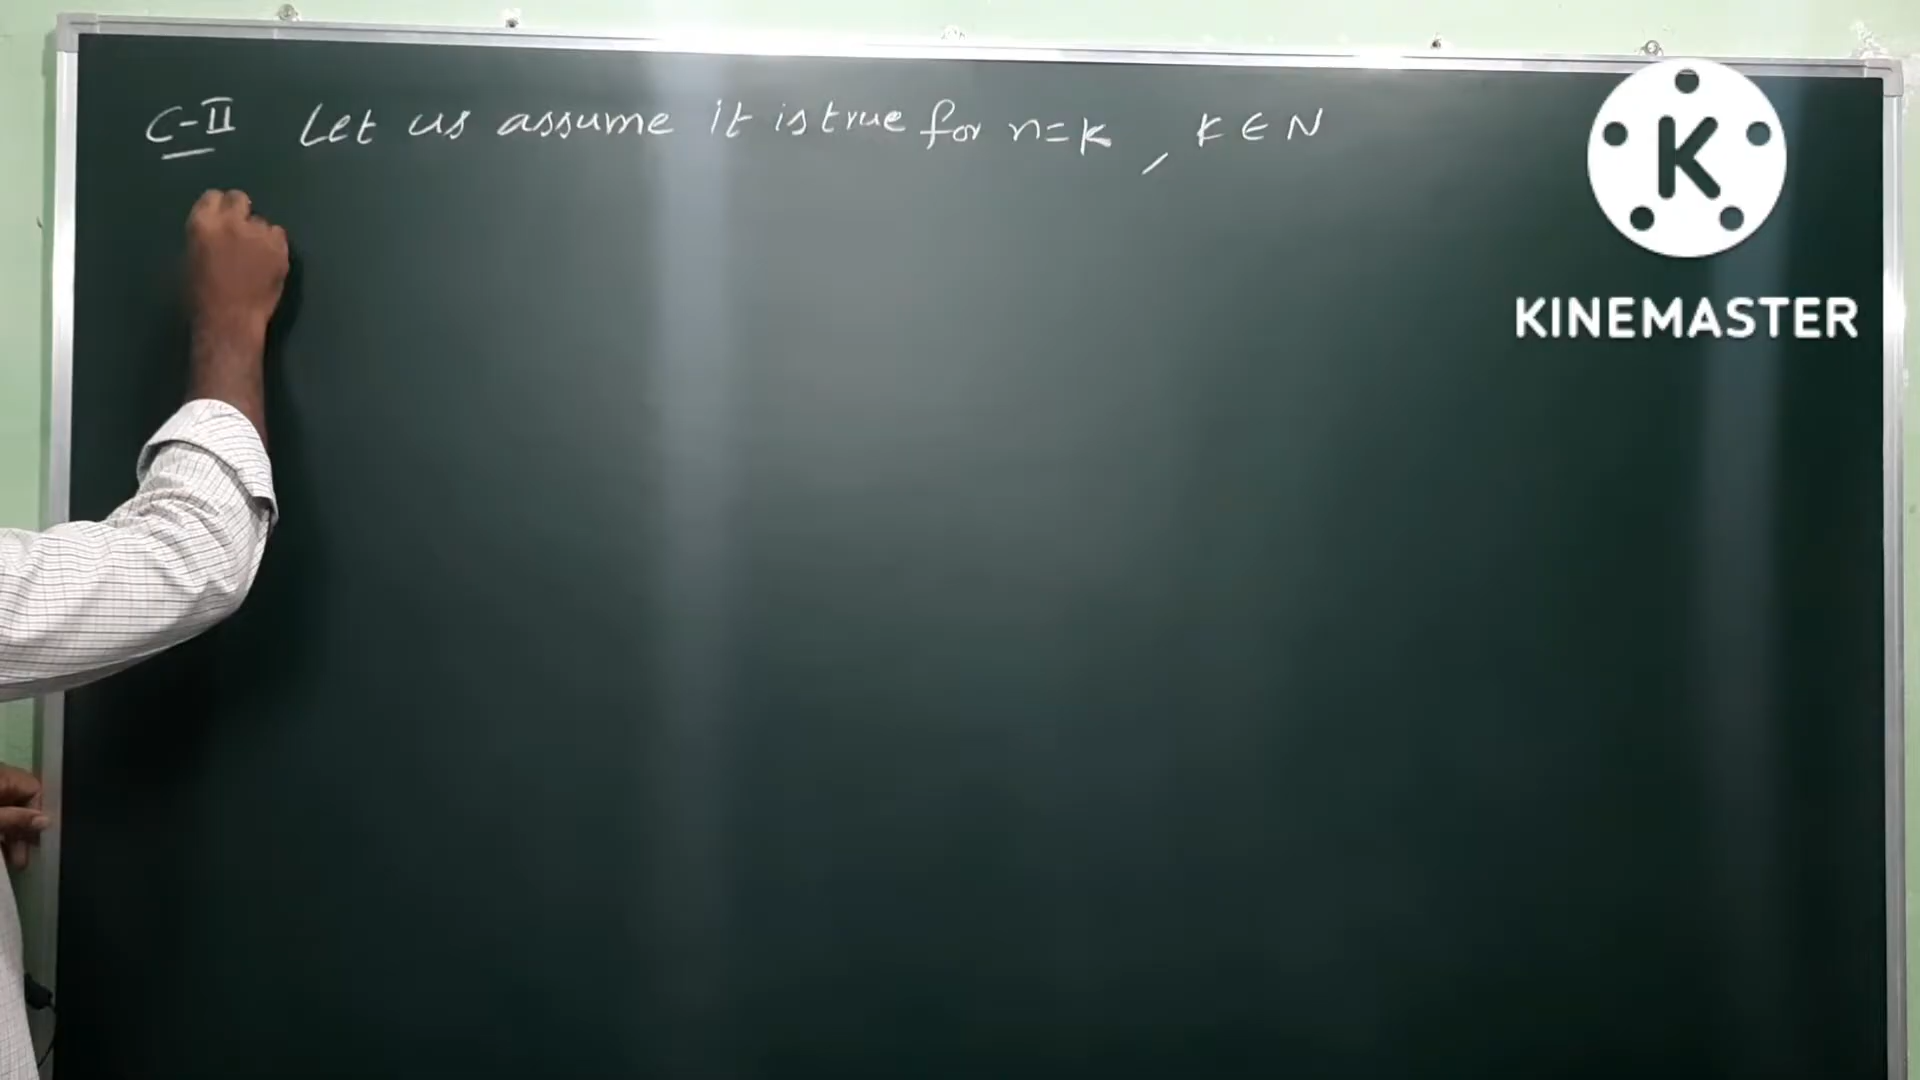 C-II Let us assume it is true for n=k, k∈N
K
KINEMASTER